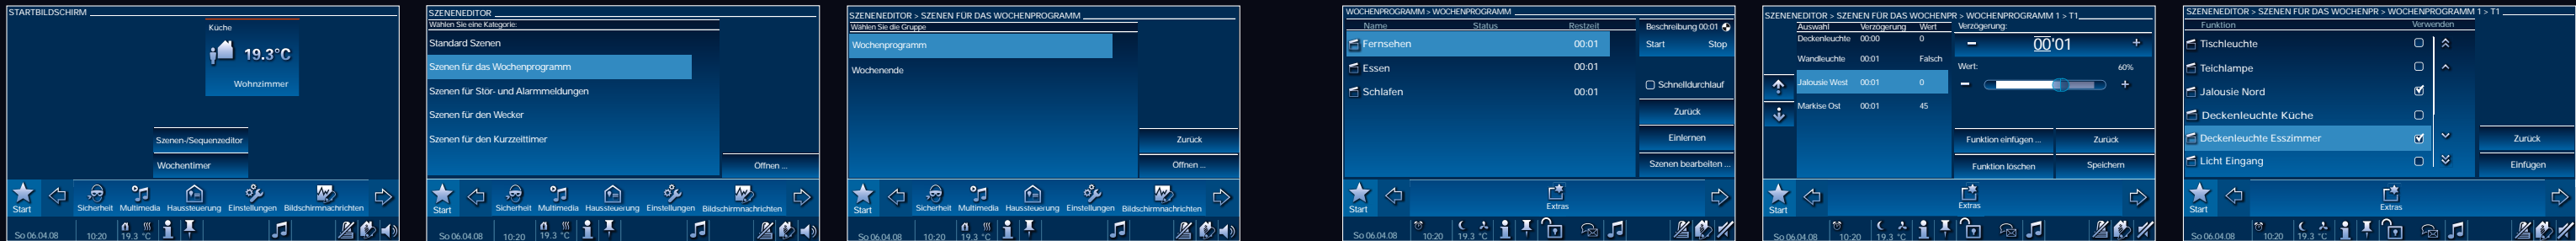 STARTBILDSCHIRM
Küche
19.3°C
Wohnzimmer
Szenen-/Sequenzeditor
Wochentimer
Start
Sicherheit Multimedia Haussteuerung Einstellungen Bildschirmnachrichten
So 06.04.08 10:20 19.3 °C
SZENENEDITOR
Wählen Sie eine Kategorie:
Standard Szenen
Szenen für das Wochenprogramm
Szenen für Stör- und Alarmmeldungen
Szenen für den Wecker
Szenen für den Kurzzeittimer
Öffnen ...
Start
Sicherheit Multimedia Haussteuerung Einstellungen Bildschirmnachrichten
So 06.04.08 10:20 19.3 °C
SZENENEDITOR > SZENEN FÜR DAS WOCHENPROGRAMM
Wählen Sie die Gruppe
Wochenprogramm
Wochenende
Zurück
Öffnen ...
Start
Sicherheit Multimedia Haussteuerung Einstellungen Bildschirmnachrichten
So 06.04.08 10:20 19.3 °C
WOCHENPROGRAMM > WOCHENPROGRAMM
Name Status Restzeit
Fernsehen 00:01
Essen 00:01
Schlafen 00:01
Beschreibung 00:01
Start Stop
Schnelldurchlauf
Zurück
Einlernen
Szenen bearbeiten ...
Start
Extras
So 06.04.08 10:20 19.3 °C
SZENENEDITOR > SZENEN FÜR DAS WOCHENPR > WOCHENPROGRAMM 1 > T1
Auswahl Verzögerung Wert
Deckenleuchte 00:00 0
Wandleuchte 00:01 Falsch
Jalousie West 00:01 0
Markise Ost 00:01 45
Verzögerung:
- 00'01 +
Wert: 60%
- +
Funktion einfügen ... Zurück
Funktion löschen Speichern
Start
Extras
So 06.04.08 10:20 19.3 °C
SZENENEDITOR > SZENEN FÜR DAS WOCHENPR > WOCHENPROGRAMM 1 > T1
Funktion Verwenden
Tischleuchte
Teichlampe
Jalousie Nord
Deckenleuchte Küche
Deckenleuchte Esszimmer
Licht Eingang
Zurück
Einfügen
Start
Extras
So 06.04.08 10:20 19.3 °C